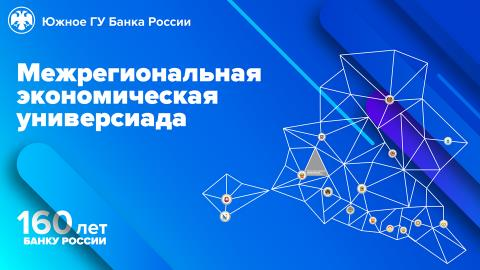 Южное ГУ Банка России
Межрегиональная
экономическая
универсиада
160 лет
БАНКУ РОССИИ